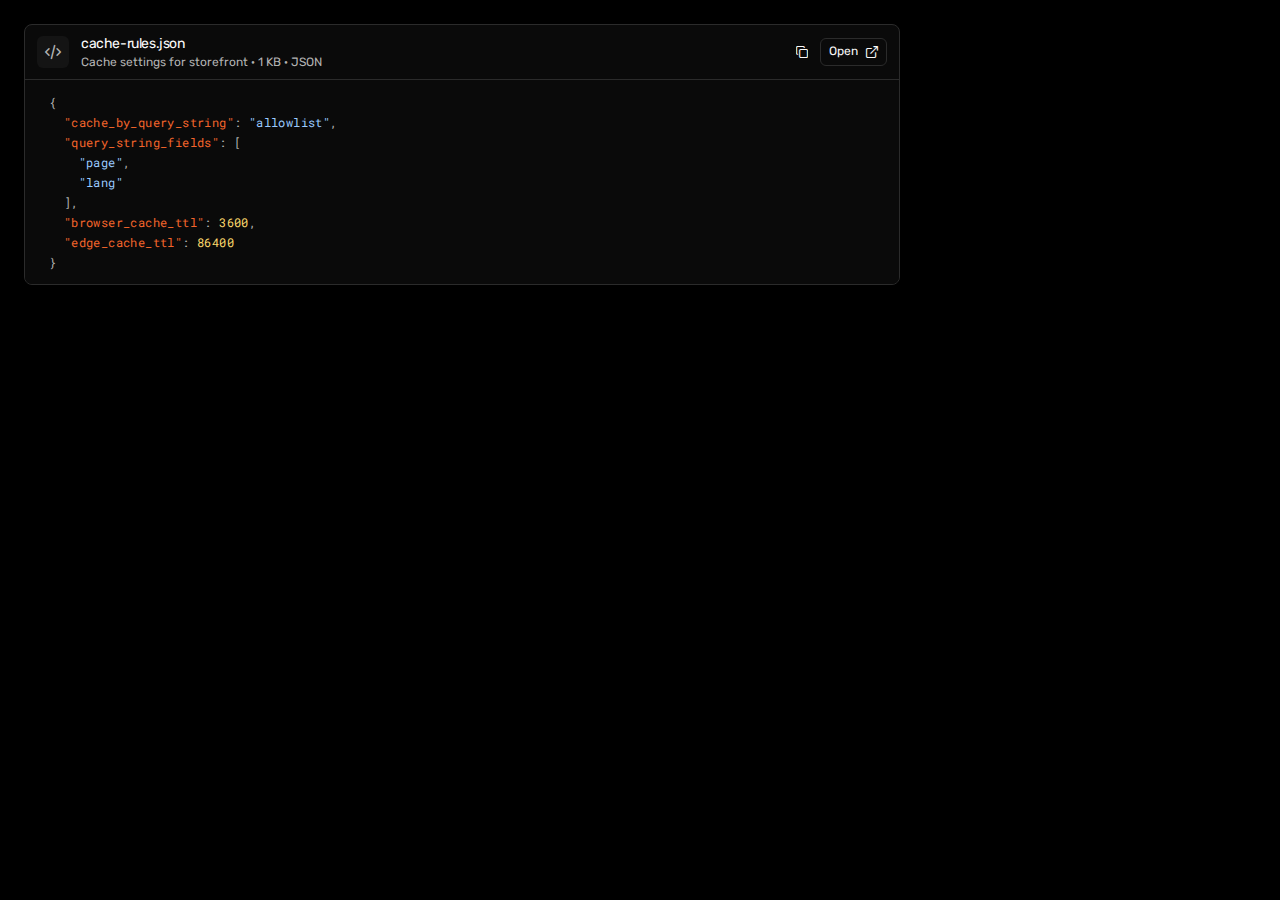 cache-rules.json
Cache settings for storefront • 1 KB • JSON
Open
{
  "cache_by_query_string": "allowlist",
  "query_string_fields": [
    "page",
    "lang"
  ],
  "browser_cache_ttl": 3600,
  "edge_cache_ttl": 86400
}